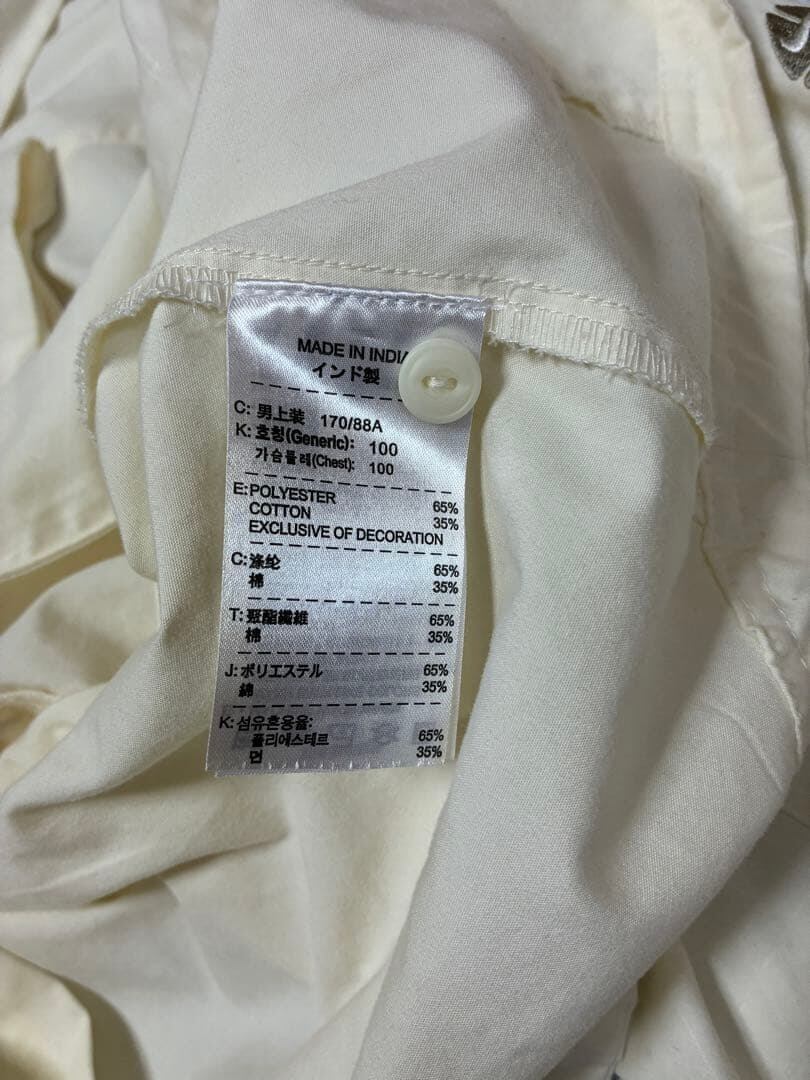 MADE IN INDIA
インド製
C: 男上装 170/88A
K: 호칭(Generic): 100
가슴둘레(Chest): 100
E: POLYESTER 65%
COTTON 35%
EXCLUSIVE OF DECORATION
C: 涤纶 65%
棉 35%
T: 聚酯纖維 65%
棉 35%
J: ポリエステル 65%
綿 35%
K: 섬유혼용율:
폴리에스테르 65%
면 35%